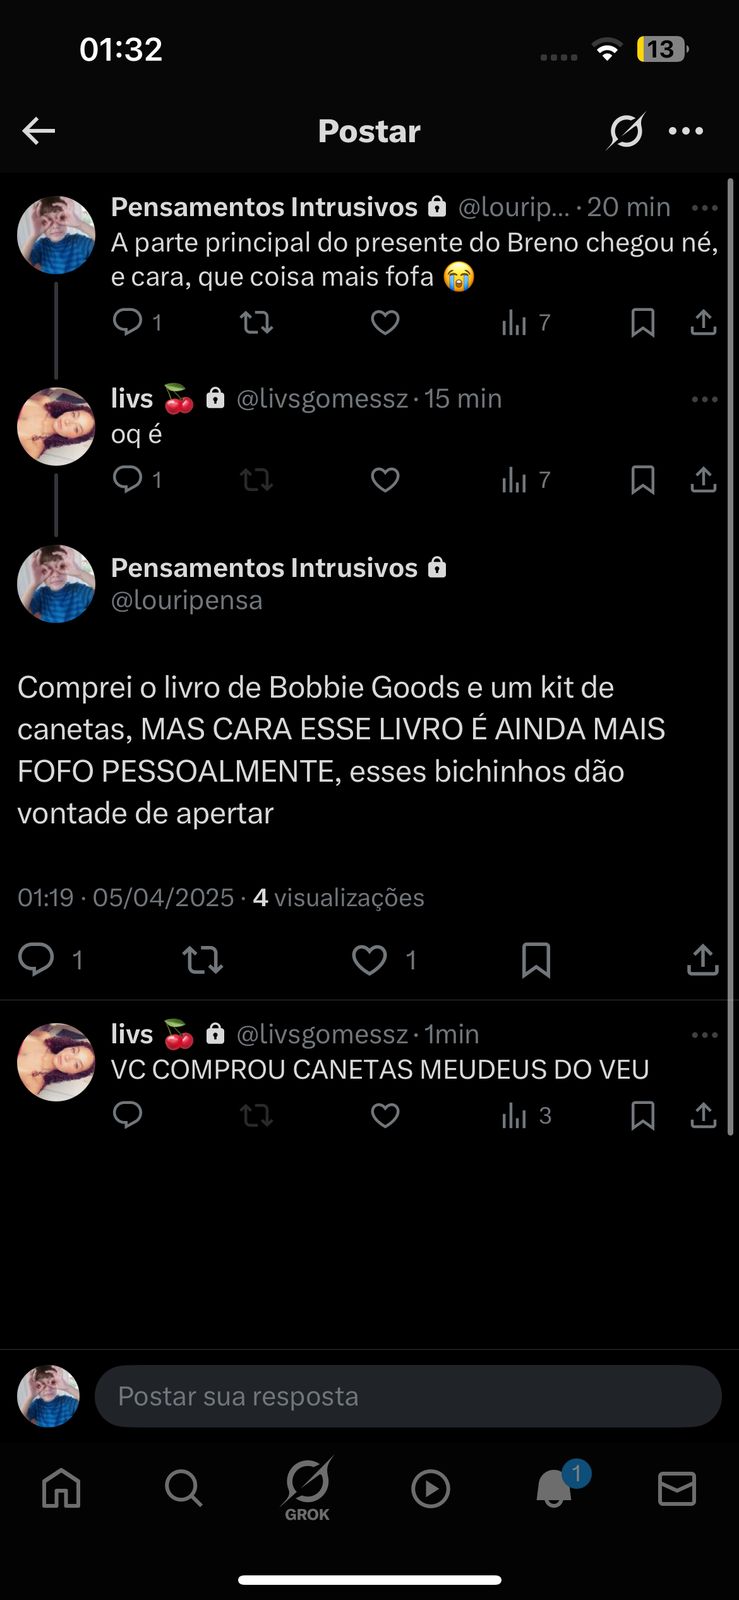 01:32
13
Postar
Pensamentos Intrusivos @lourip... · 20 min
A parte principal do presente do Breno chegou né,
e cara, que coisa mais fofa 😭
1 7
livs 🍒 @livsgomessz · 15 min
oq é
1 7
Pensamentos Intrusivos
@louripensa
Comprei o livro de Bobbie Goods e um kit de
canetas, MAS CARA ESSE LIVRO É AINDA MAIS
FOFO PESSOALMENTE, esses bichinhos dão
vontade de apertar
01:19 · 05/04/2025 · 4 visualizações
1 1
livs 🍒 @livsgomessz · 1min
VC COMPROU CANETAS MEUDEUS DO VEU
3
Postar sua resposta
GROK
1